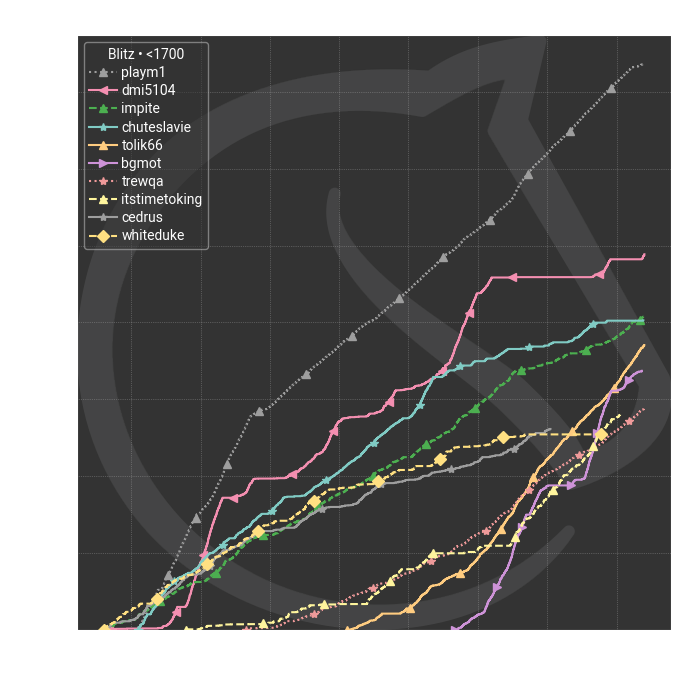 Blitz • <1700
playm1
dmi5104
impite
chuteslavie
tolik66
bgmot
trewqa
itstimetoking
cedrus
whiteduke